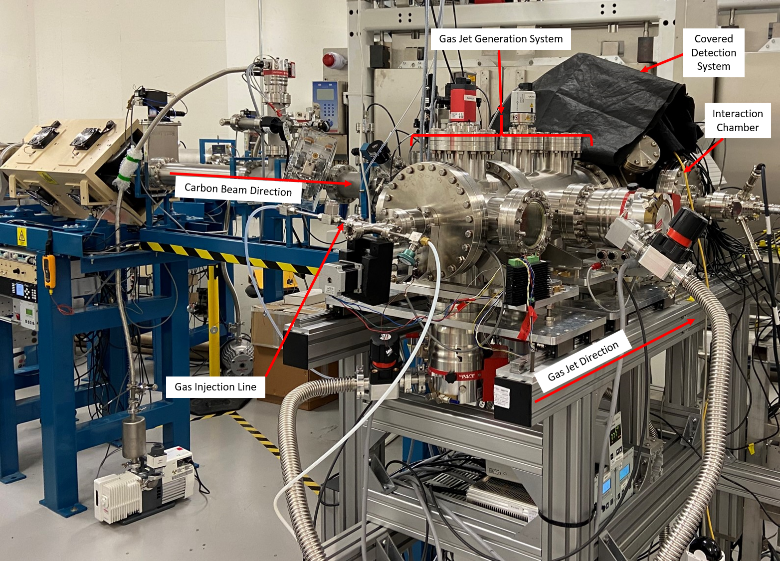 Gas Jet Generation System
Covered
Detection
System
Interaction
Chamber
Carbon Beam Direction
Gas Injection Line
Gas Jet Direction